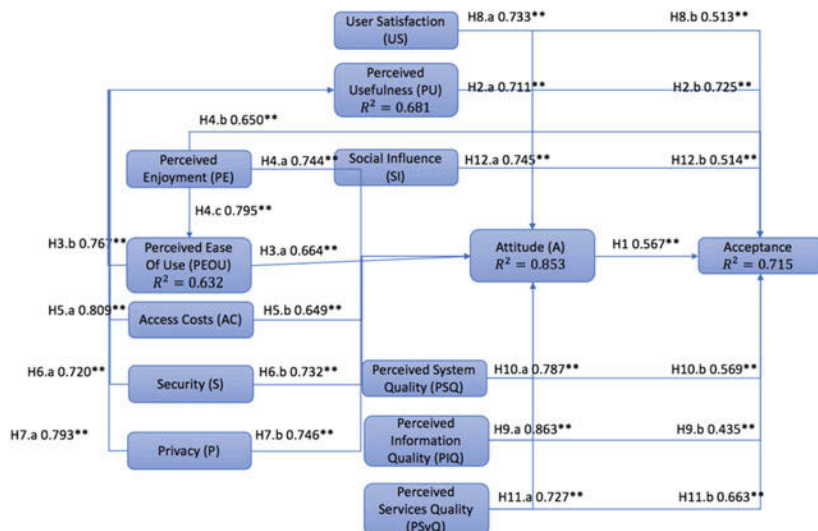 H8.a 0.733**
H8.b 0.513**
User Satisfaction
(US)
Perceived
Usefulness (PU)
R² = 0.681
H2.a 0.711**
H2.b 0.725**
H4.b 0.650**
Perceived
Enjoyment (PE)
H4.a 0.744**
Social Influence
(SI)
H12.a 0.745**
H12.b 0.514**
H4.c 0.795**
H3.b 0.767**
Perceived Ease
Of Use (PEOU)
R² = 0.632
H3.a 0.664**
Attitude (A)
R² = 0.853
H1 0.567**
Acceptance
R² = 0.715
H5.a 0.809**
Access Costs (AC)
H5.b 0.649**
H6.a 0.720**
Security (S)
H6.b 0.732**
Perceived System
Quality (PSQ)
H10.a 0.787**
H10.b 0.569**
H7.a 0.793**
Privacy (P)
H7.b 0.746**
Perceived
Information
Quality (PIQ)
H9.a 0.863**
H9.b 0.435**
Perceived
Services Quality
(PSvQ)
H11.a 0.727**
H11.b 0.663**